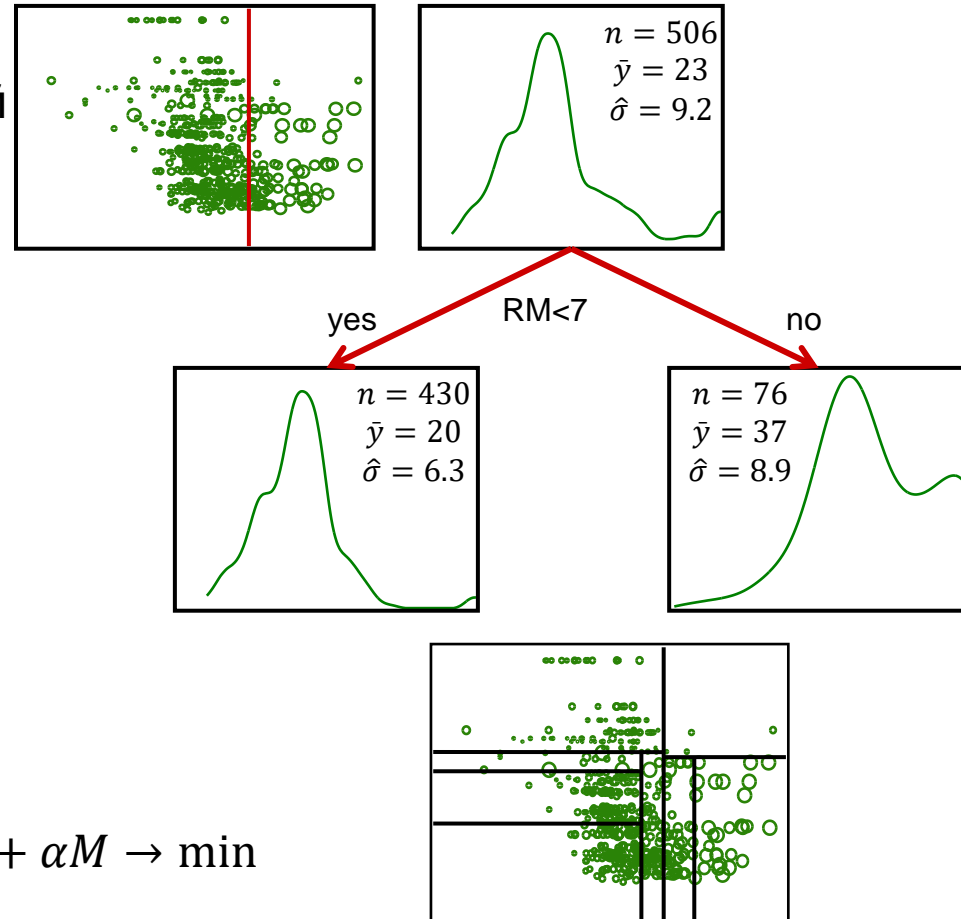 n = 506
ȳ = 23
σ̂ = 9.2
RM<7
yes
no
n = 430
ȳ = 20
σ̂ = 6.3
n = 76
ȳ = 37
σ̂ = 8.9
+ αM → min